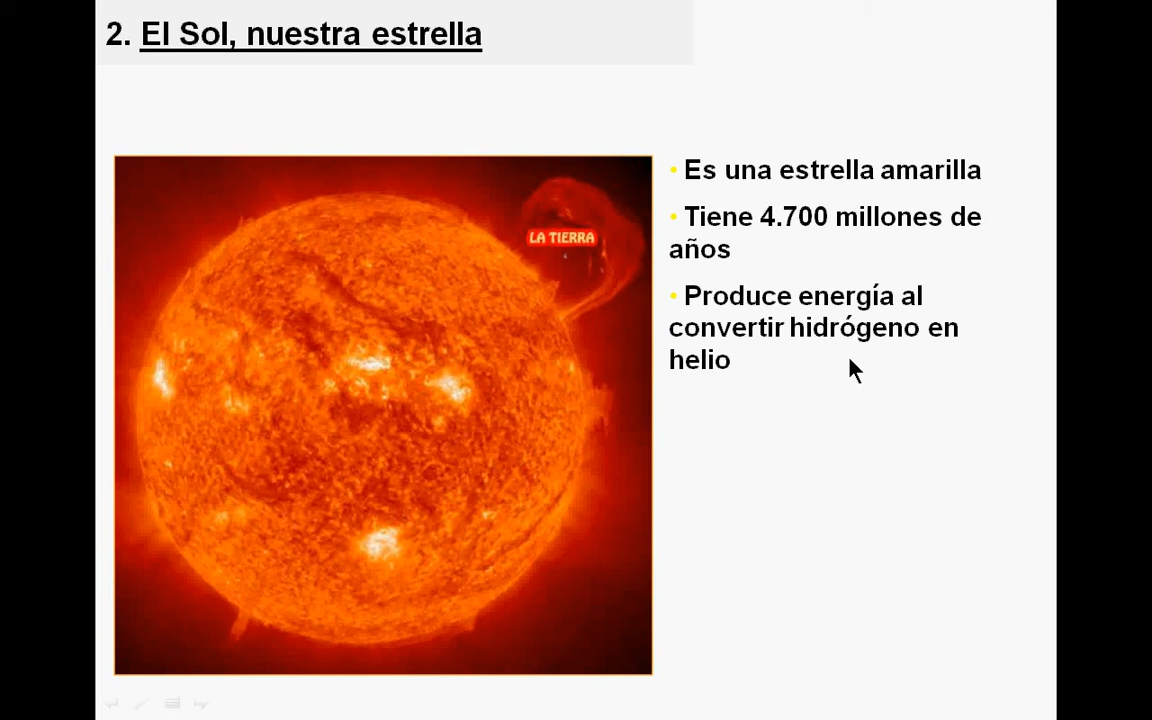 2. El Sol, nuestra estrella
LA TIERRA
• Es una estrella amarilla
• Tiene 4.700 millones de
años
• Produce energía al
convertir hidrógeno en
helio